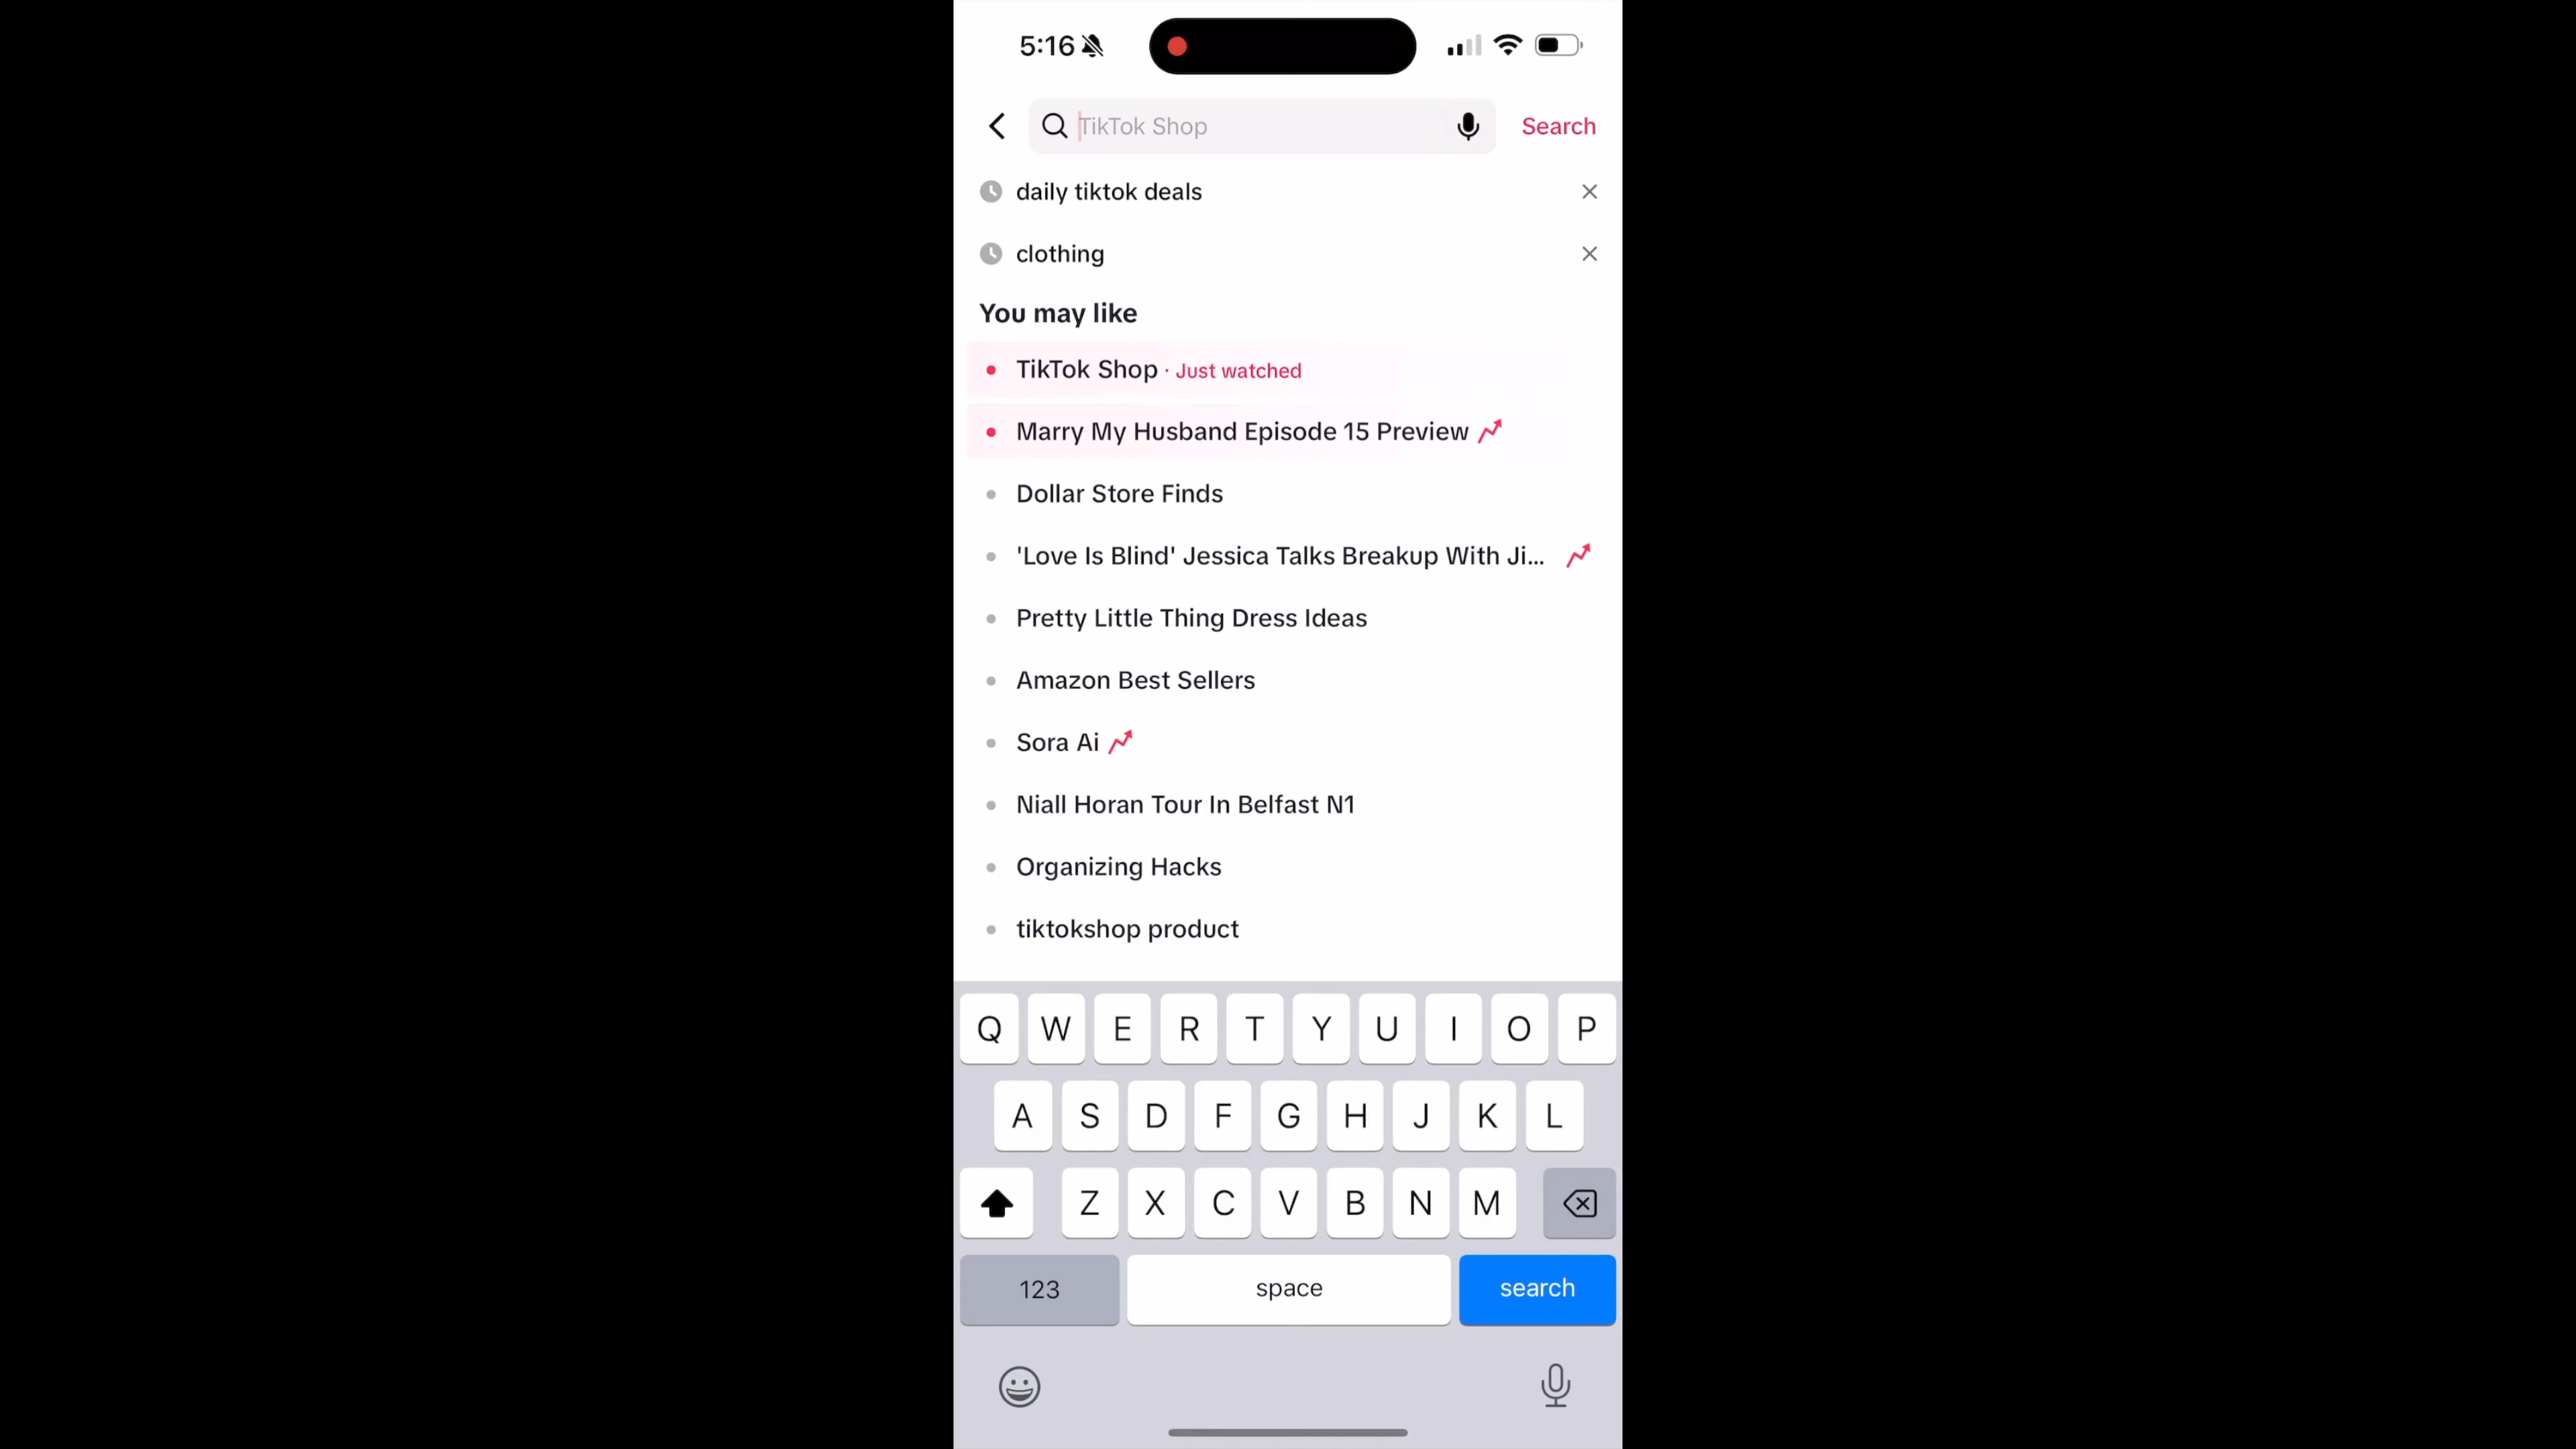 5:16
TikTok Shop
Search
daily tiktok deals
clothing
You may like
TikTok Shop · Just watched
Marry My Husband Episode 15 Preview
Dollar Store Finds
'Love Is Blind' Jessica Talks Breakup With Ji...
Pretty Little Thing Dress Ideas
Amazon Best Sellers
Sora Ai
Niall Horan Tour In Belfast N1
Organizing Hacks
tiktokshop product
Q W E R T Y U I O P
A S D F G H J K L
Z X C V B N M
123 space search